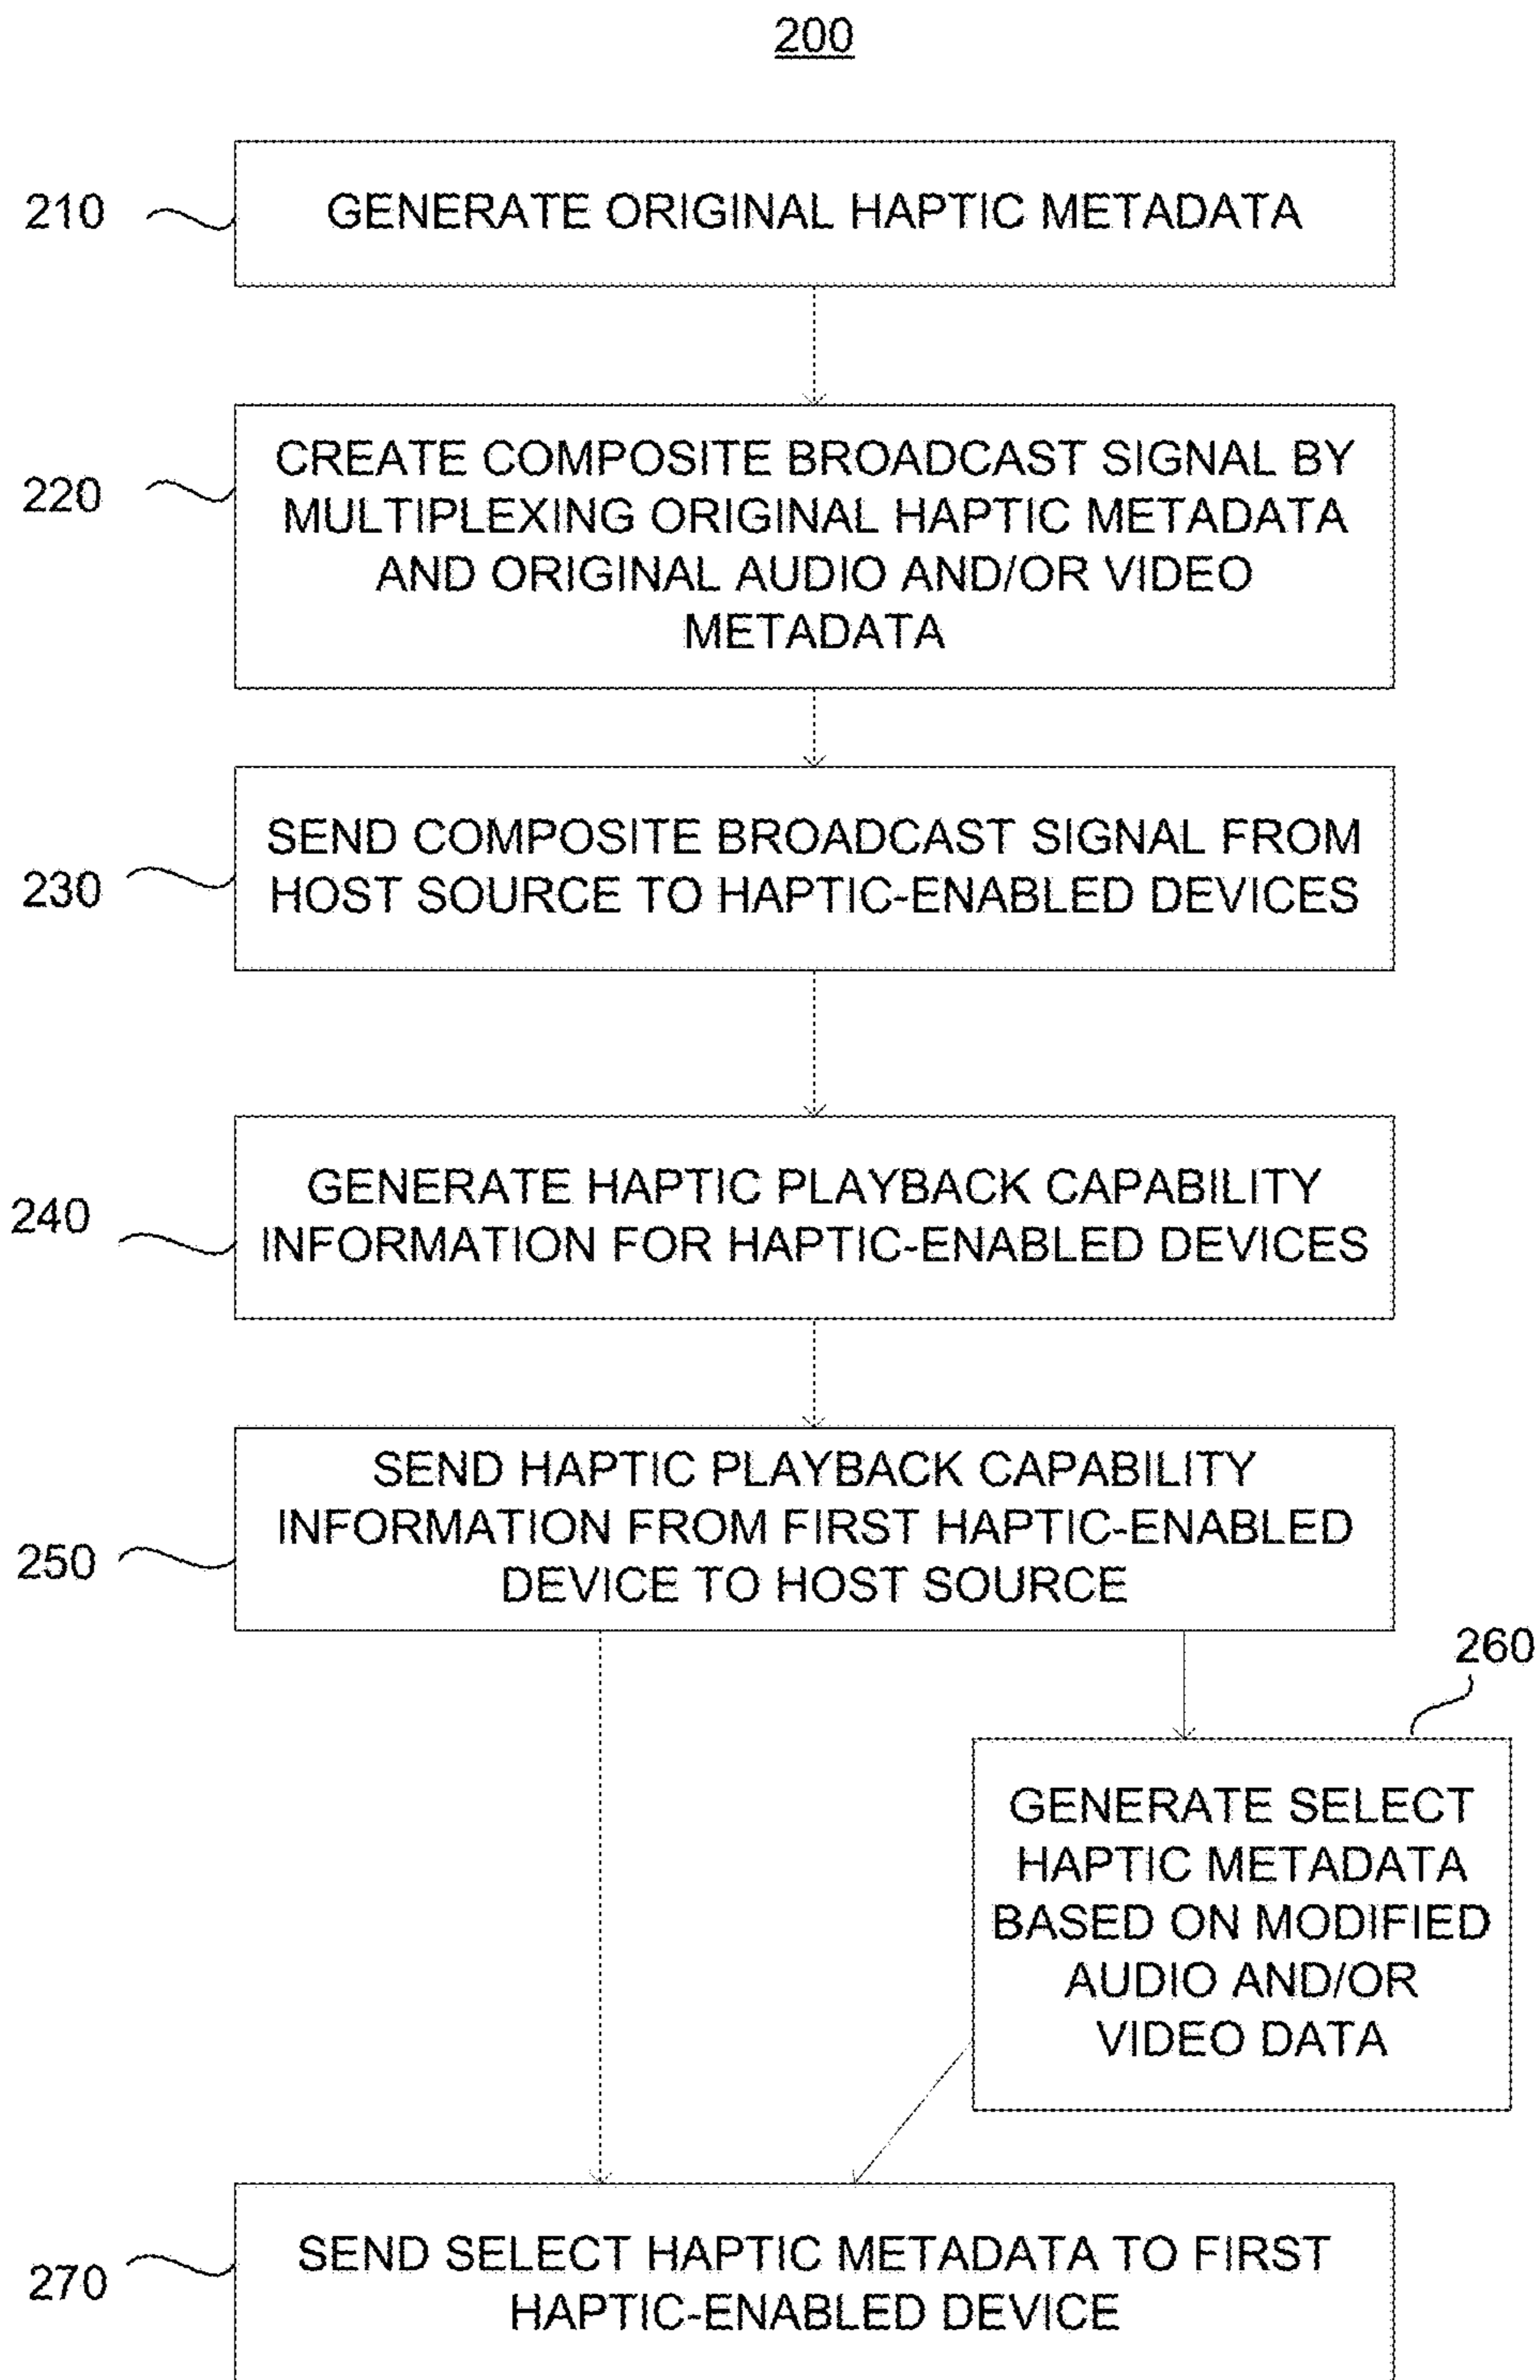 200
210
GENERATE ORIGINAL HAPTIC METADATA
220
CREATE COMPOSITE BROADCAST SIGNAL BY
MULTIPLEXING ORIGINAL HAPTIC METADATA
AND ORIGINAL AUDIO AND/OR VIDEO
METADATA
230
SEND COMPOSITE BROADCAST SIGNAL FROM
HOST SOURCE TO HAPTIC-ENABLED DEVICES
240
GENERATE HAPTIC PLAYBACK CAPABILITY
INFORMATION FOR HAPTIC-ENABLED DEVICES
250
SEND HAPTIC PLAYBACK CAPABILITY
INFORMATION FROM FIRST HAPTIC-ENABLED
DEVICE TO HOST SOURCE
260
GENERATE SELECT
HAPTIC METADATA
BASED ON MODIFIED
AUDIO AND/OR
VIDEO DATA
270
SEND SELECT HAPTIC METADATA TO FIRST
HAPTIC-ENABLED DEVICE